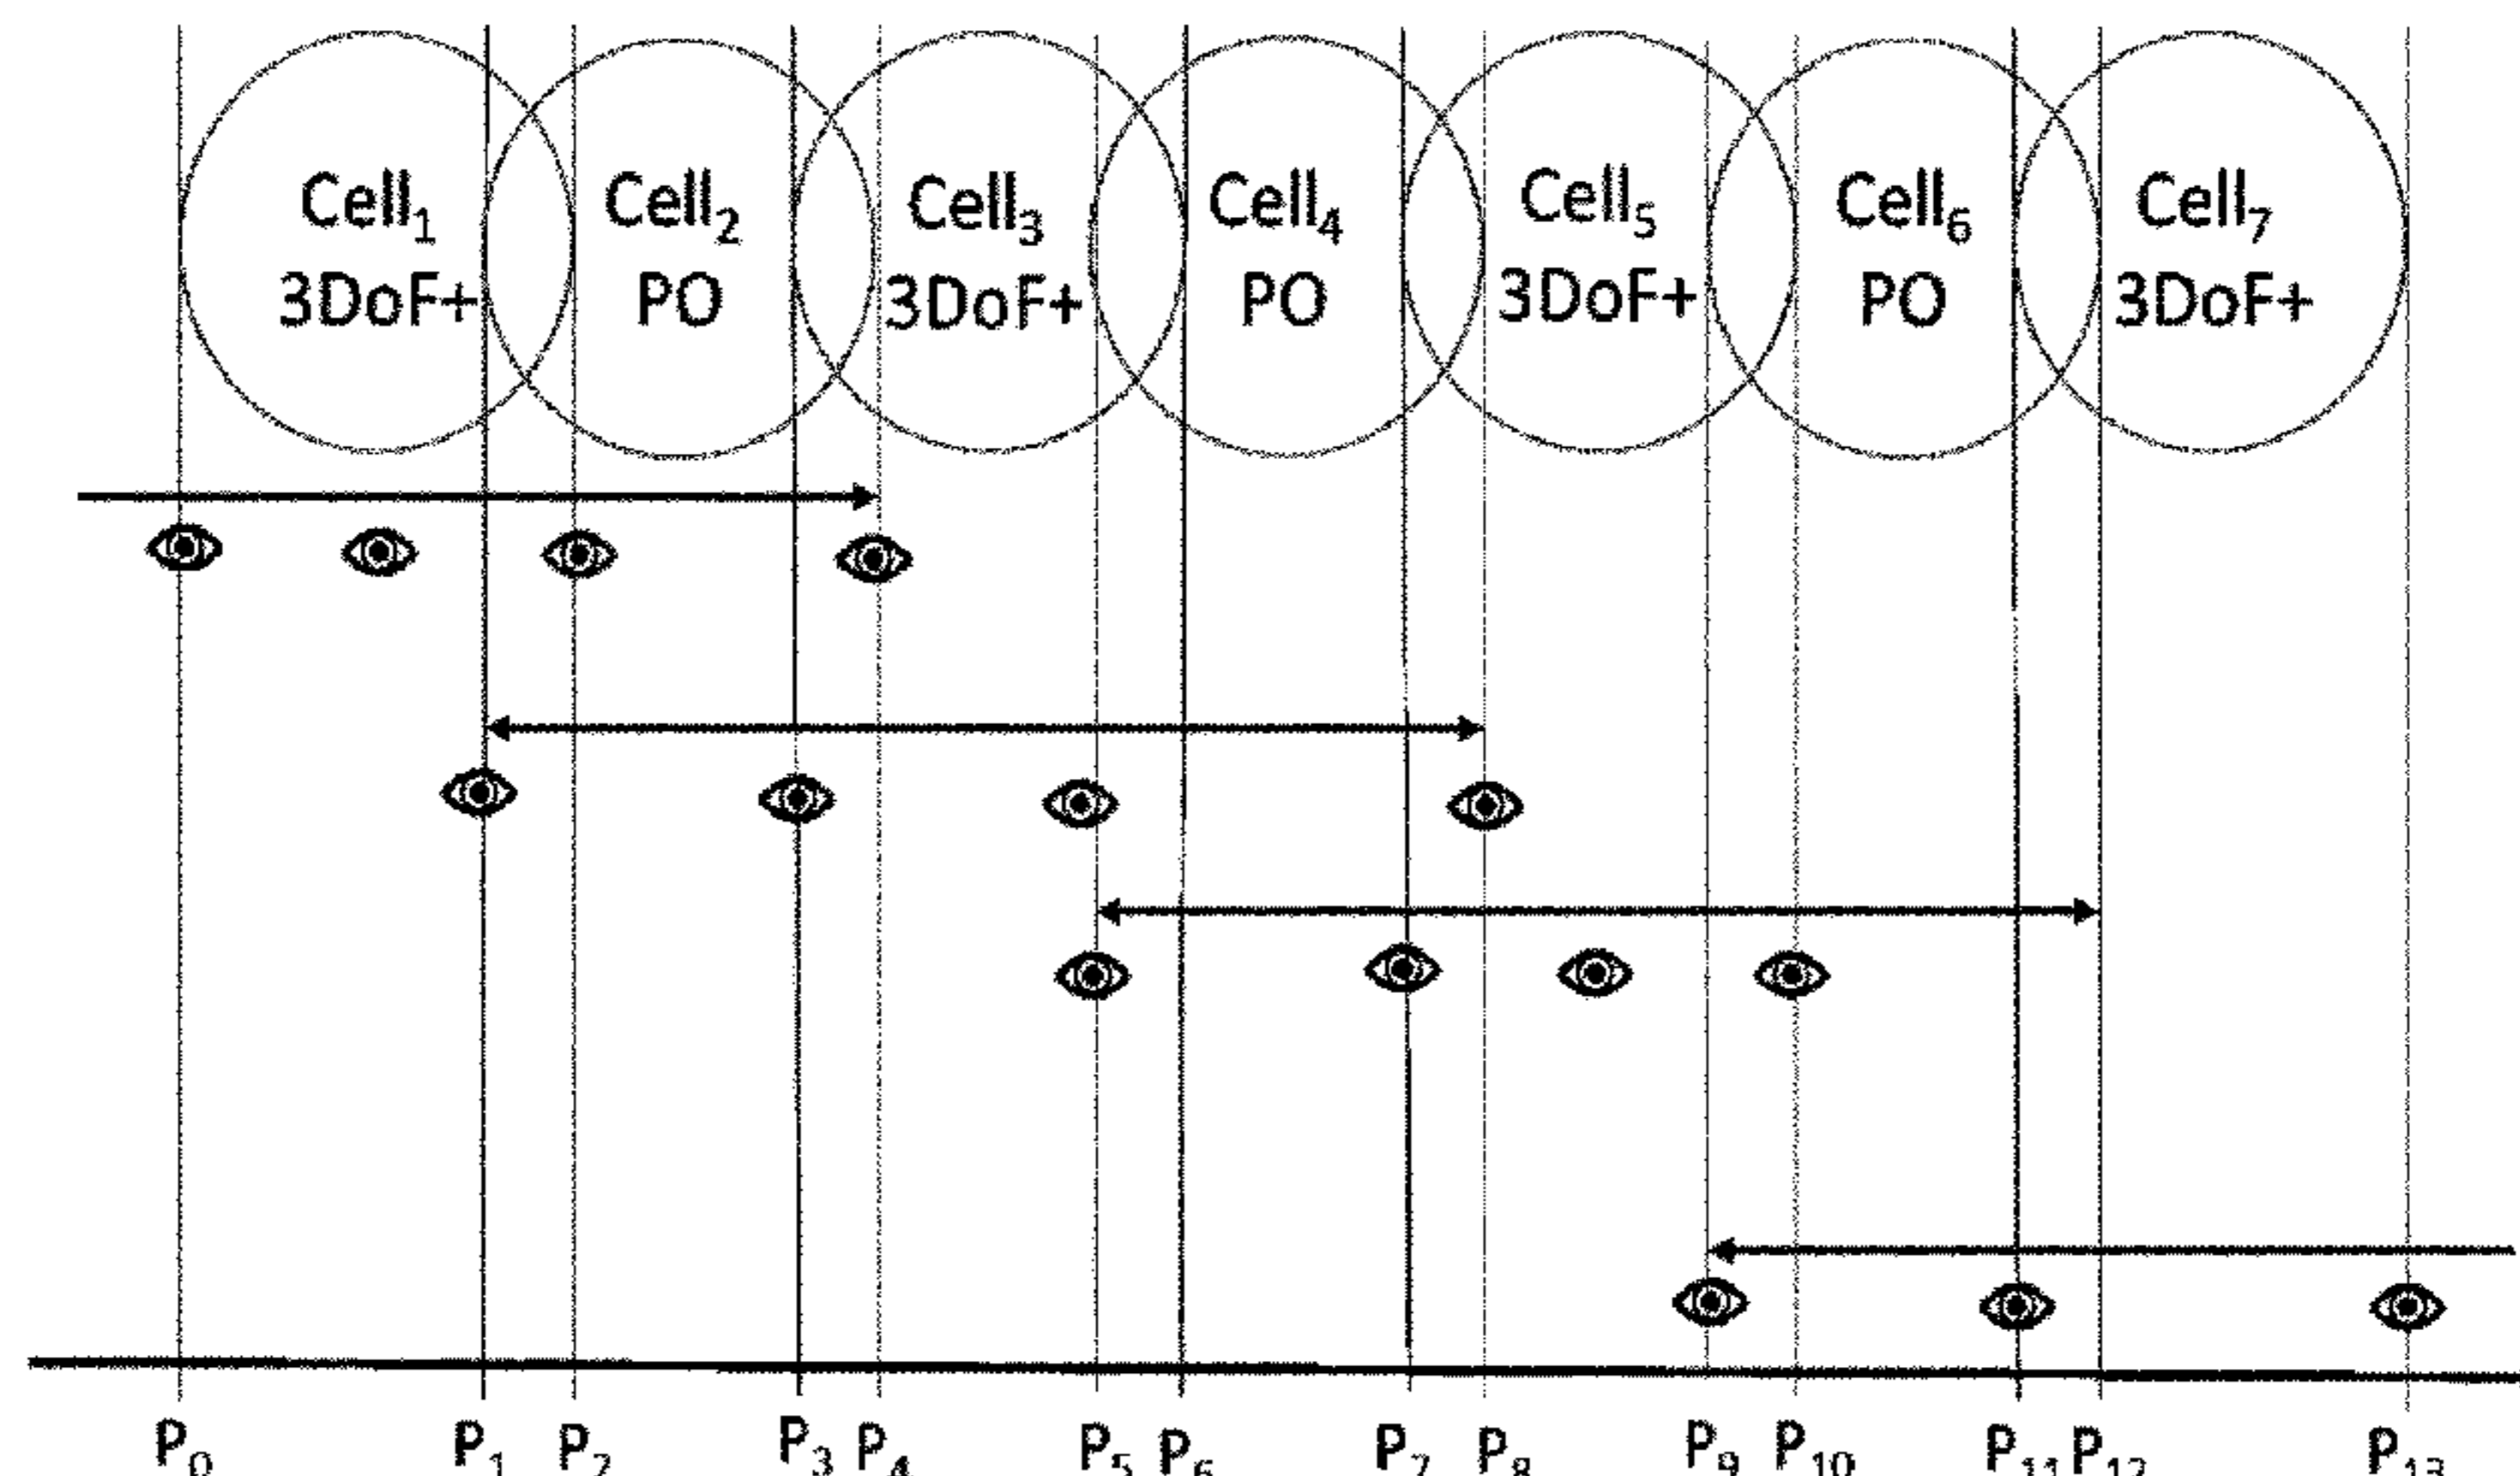 Cell₁ Cell₂ Cell₃ Cell₄ Cell₅ Cell₆ Cell₇
3DoF+ PO 3DoF+ PO 3DoF+ PO 3DoF+
P₀ P₁ P₂ P₃ P₄ P₅ P₆ P₇ P₈ P₉ P₁₀ P₁₁ P₁₂ P₁₃